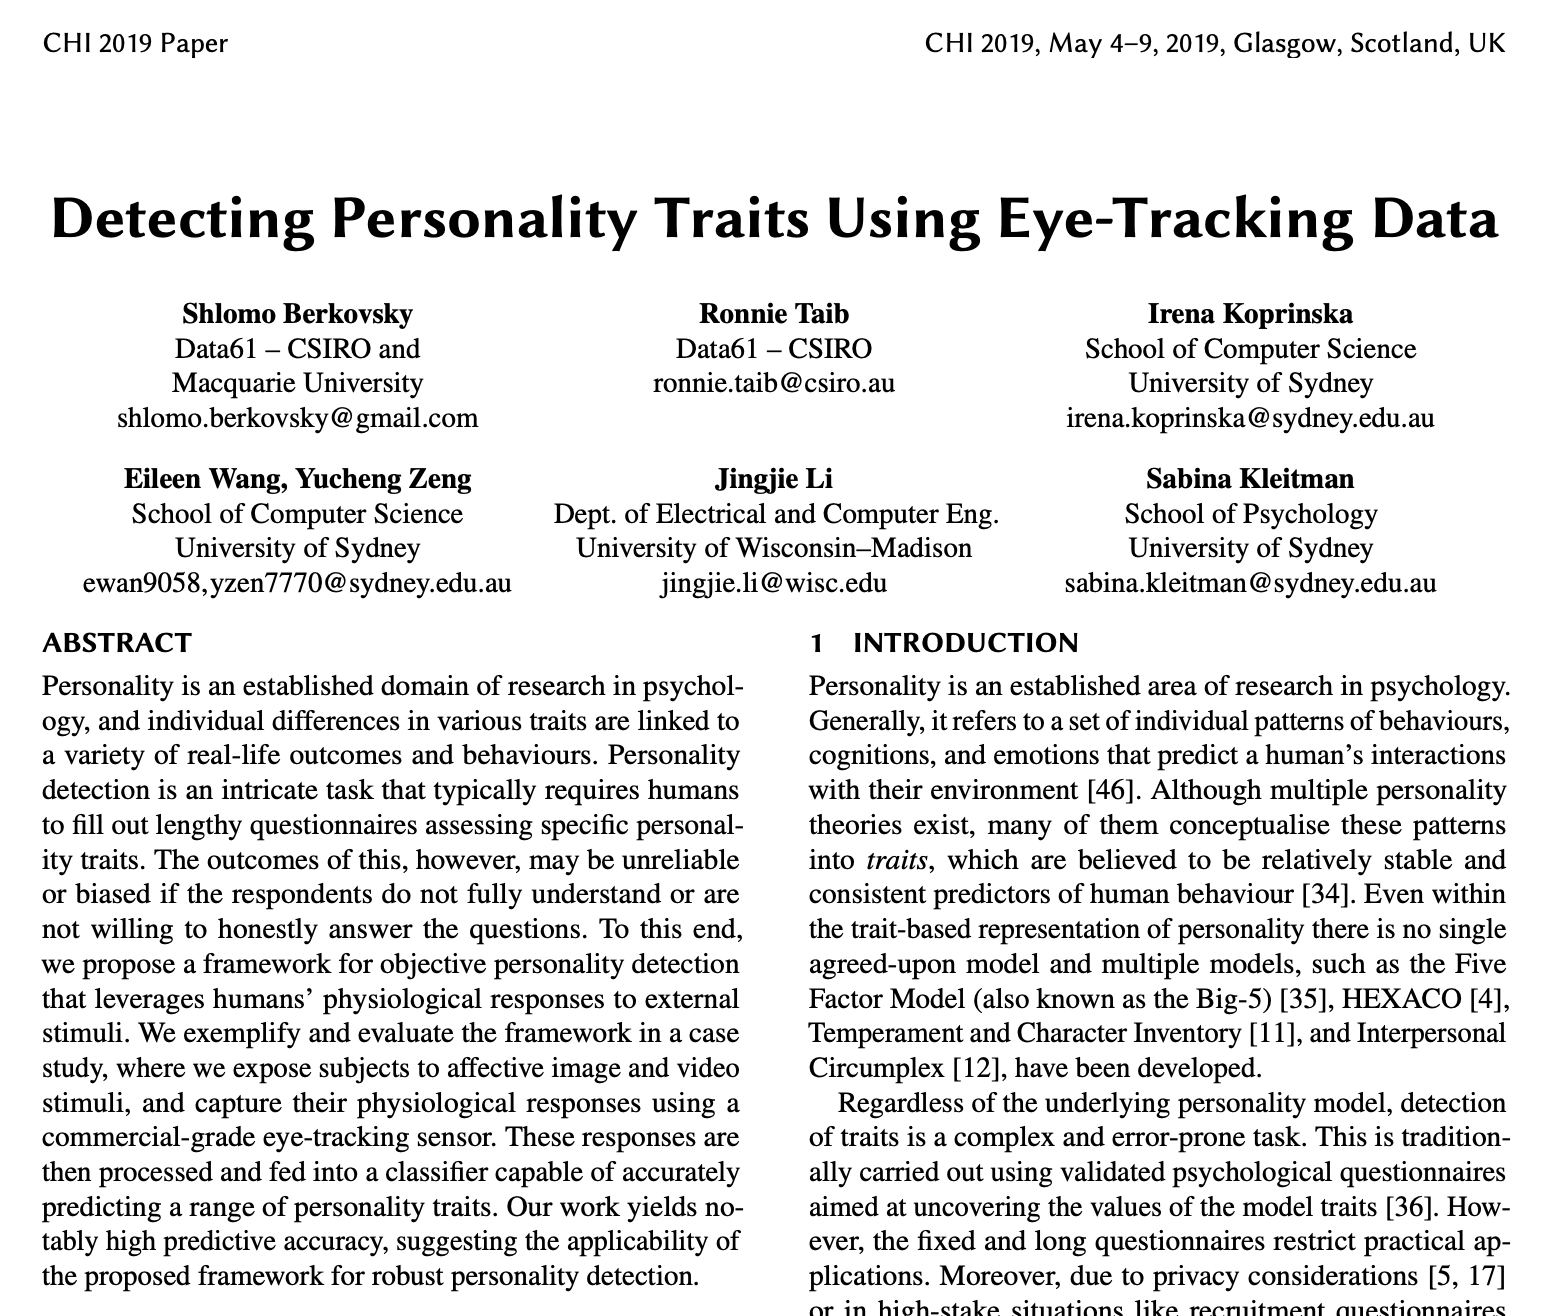 CHI 2019 Paper
CHI 2019, May 4–9, 2019, Glasgow, Scotland, UK
Detecting Personality Traits Using Eye-Tracking Data
Shlomo Berkovsky
Data61 – CSIRO and
Macquarie University
shlomo.berkovsky@gmail.com
Ronnie Taib
Data61 – CSIRO
ronnie.taib@csiro.au
Irena Koprinska
School of Computer Science
University of Sydney
irena.koprinska@sydney.edu.au
Eileen Wang, Yucheng Zeng
School of Computer Science
University of Sydney
ewan9058,yzen7770@sydney.edu.au
Jingjie Li
Dept. of Electrical and Computer Eng.
University of Wisconsin–Madison
jingjie.li@wisc.edu
Sabina Kleitman
School of Psychology
University of Sydney
sabina.kleitman@sydney.edu.au
ABSTRACT
Personality is an established domain of research in psychol-
ogy, and individual differences in various traits are linked to
a variety of real-life outcomes and behaviours. Personality
detection is an intricate task that typically requires humans
to fill out lengthy questionnaires assessing specific personal-
ity traits. The outcomes of this, however, may be unreliable
or biased if the respondents do not fully understand or are
not willing to honestly answer the questions. To this end,
we propose a framework for objective personality detection
that leverages humans’ physiological responses to external
stimuli. We exemplify and evaluate the framework in a case
study, where we expose subjects to affective image and video
stimuli, and capture their physiological responses using a
commercial-grade eye-tracking sensor. These responses are
then processed and fed into a classifier capable of accurately
predicting a range of personality traits. Our work yields no-
tably high predictive accuracy, suggesting the applicability of
the proposed framework for robust personality detection.
1 INTRODUCTION
Personality is an established area of research in psychology.
Generally, it refers to a set of individual patterns of behaviours,
cognitions, and emotions that predict a human’s interactions
with their environment [46]. Although multiple personality
theories exist, many of them conceptualise these patterns
into traits, which are believed to be relatively stable and
consistent predictors of human behaviour [34]. Even within
the trait-based representation of personality there is no single
agreed-upon model and multiple models, such as the Five
Factor Model (also known as the Big-5) [35], HEXACO [4],
Temperament and Character Inventory [11], and Interpersonal
Circumplex [12], have been developed.
Regardless of the underlying personality model, detection
of traits is a complex and error-prone task. This is tradition-
ally carried out using validated psychological questionnaires
aimed at uncovering the values of the model traits [36]. How-
ever, the fixed and long questionnaires restrict practical ap-
plications. Moreover, due to privacy considerations [5, 17]
or in high-stake situations like recruitment questionnaires